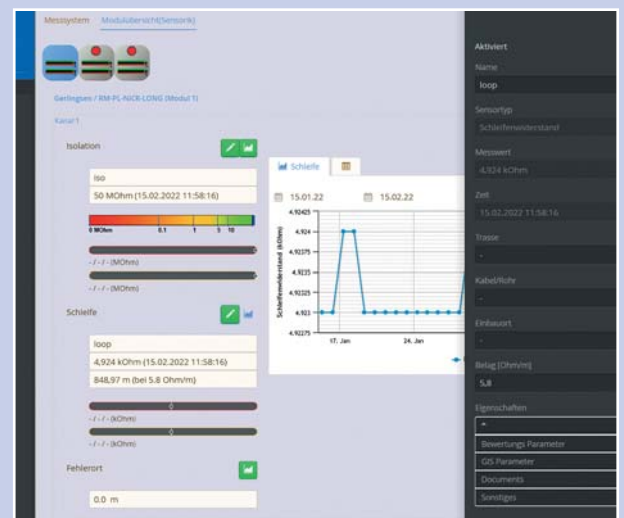 Messsystem Modulübersicht(Sensorik)
Gerlingsen / RM-PL-NICR-LONG (Modul 1)
Kanal 1
Isolation
iso
50 MOhm (15.02.2022 11:58:16)
0 MOhm 0.1 1 5 10
- / - / - (MOhm)
- / - / - (MOhm)
Schleife
loop
4,924 kOhm (15.02.2022 11:58:16)
848,97 m (bei 5.8 Ohm/m)
- / - / - (kOhm)
- / - / - (kOhm)
Fehlerort
0.0 m
Schleife
15.01.22 15.02.22
Schleifenwiderstand (kOhm)
4,92425
4,924
4,92375
4,9235
4,92325
4,923
4,92275
17. Jan 24. Jan
Aktiviert
Name
loop
Sensortyp
Schleifenwiderstand
Messwert
4,924 kOhm
Zeit
15.02.2022 11:58:16
Trasse
-
Kabel/Rohr
-
Einbauort
-
Belag [Ohm/m]
5,8
Eigenschaften
Bewertungs Parameter
GIS Parameter
Documents
Sonstiges